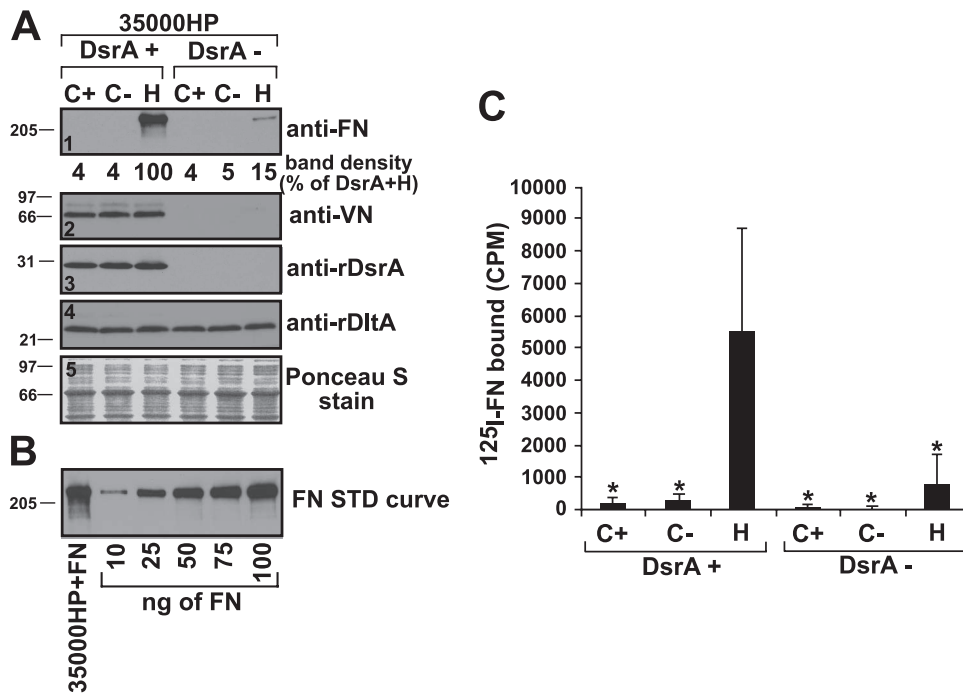 A
35000HP
DsrA + DsrA -
C+ C- H C+ C- H
205 1 anti-FN
4 4 100 4 5 15 band density
(% of DsrA+H)
97
66 2 anti-VN
31 3 anti-rDsrA
4 anti-rDltA
21
97 5 Ponceau S
66 stain
B
205 FN STD curve
35000HP+FN 10 25 50 75 100
ng of FN
C
125I-FN bound (CPM)
10000
9000
8000
7000
6000
5000
4000
3000
2000
1000
0
* * * * *
C+ C- H C+ C- H
DsrA + DsrA -